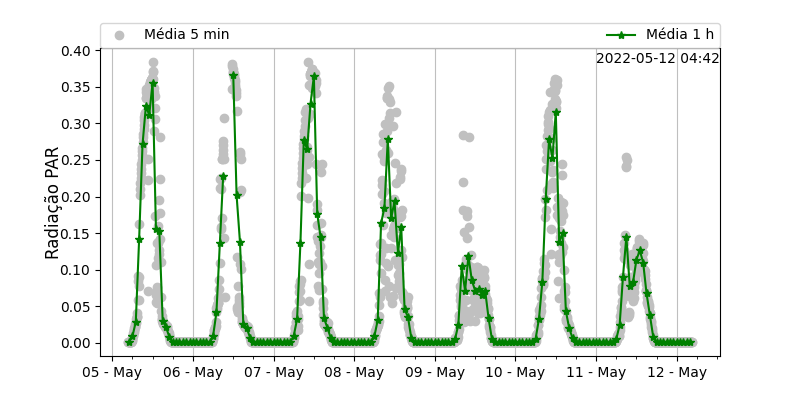 Média 5 min
Média 1 h
2022-05-12 04:42
Radiação PAR
0.40
0.35
0.30
0.25
0.20
0.15
0.10
0.05
0.00
05 - May 06 - May 07 - May 08 - May 09 - May 10 - May 11 - May 12 - May